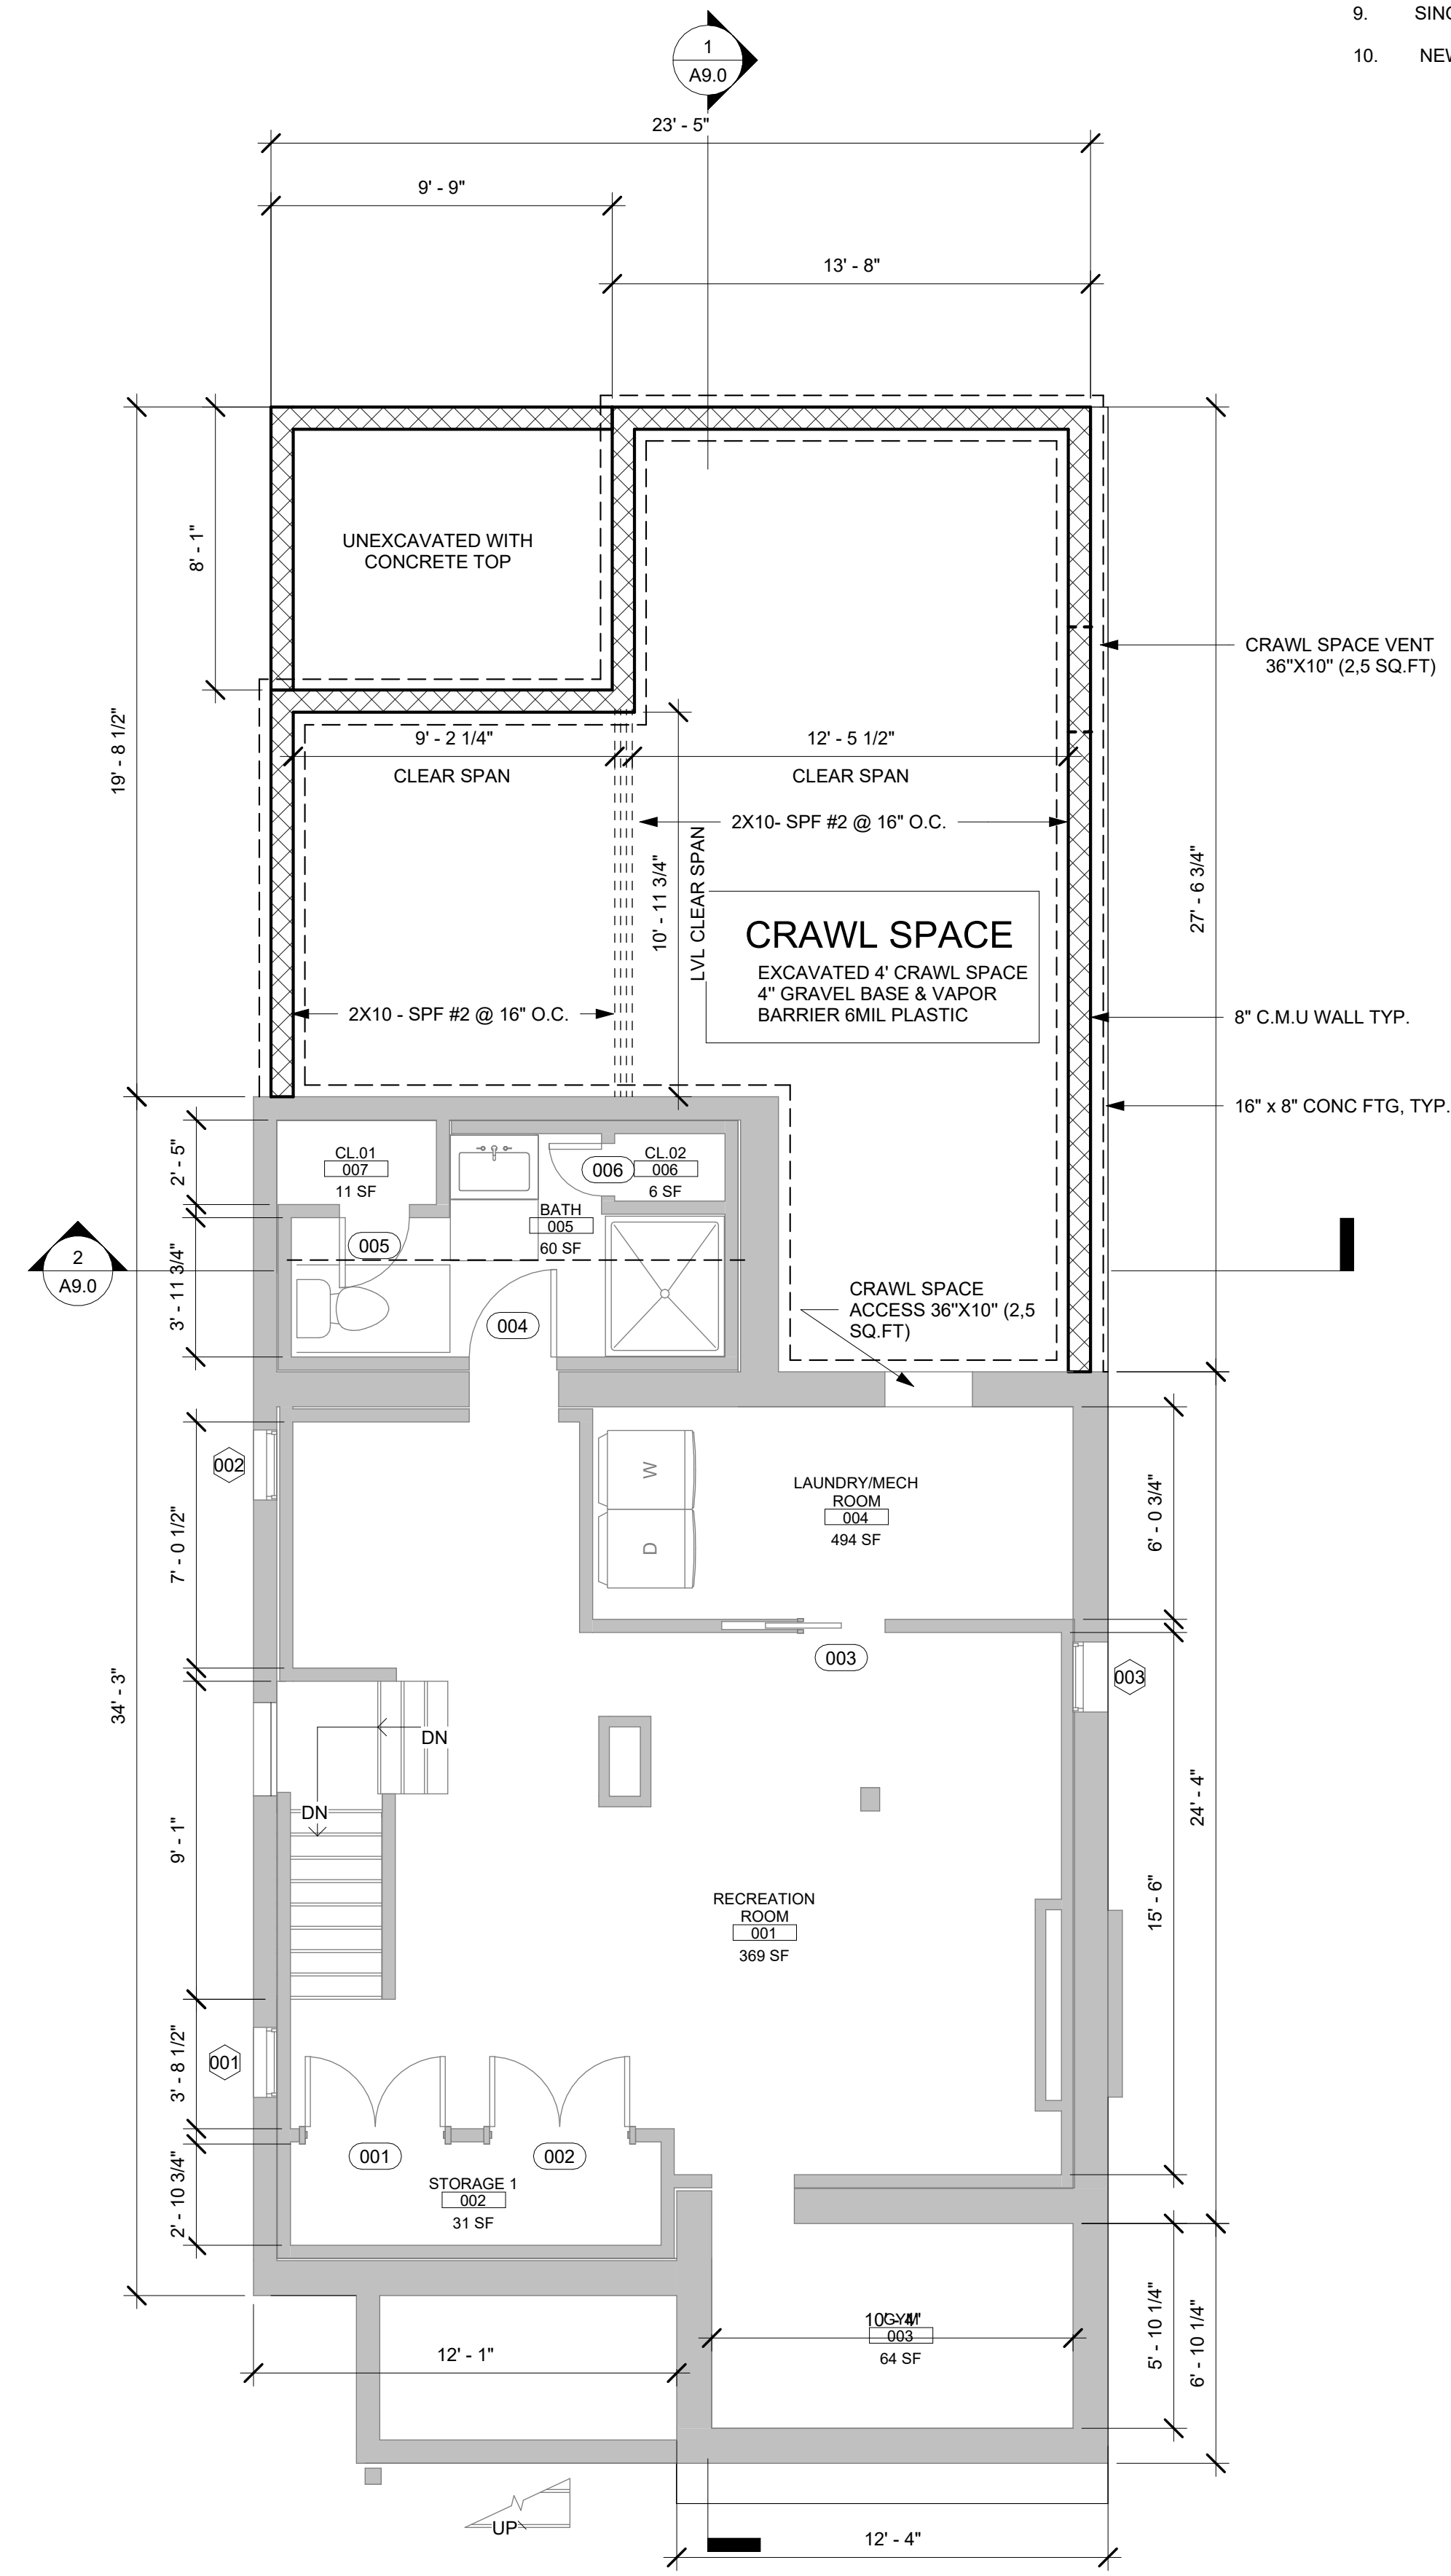 9. SINC
10. NEW
1
A9.0
23' - 5"
9' - 9"
13' - 8"
8' - 1"
19' - 8 1/2"
27' - 6 3/4"
UNEXCAVATED WITH
CONCRETE TOP
CRAWL SPACE VENT
36"X10" (2,5 SQ.FT)
9' - 2 1/4"
CLEAR SPAN
12' - 5 1/2"
CLEAR SPAN
2X10- SPF #2 @ 16" O.C.
10' - 11 3/4"
LVL CLEAR SPAN
CRAWL SPACE
EXCAVATED 4' CRAWL SPACE
4" GRAVEL BASE & VAPOR
BARRIER 6MIL PLASTIC
2X10 - SPF #2 @ 16" O.C.
8" C.M.U WALL TYP.
16" x 8" CONC FTG, TYP.
2' - 5"
CL.01
007
11 SF
006
CL.02
006
6 SF
BATH
005
60 SF
005
2
A9.0
3' - 11 3/4"
004
CRAWL SPACE
ACCESS 36"X10" (2,5
SQ.FT)
002
7' - 0 1/2"
W
D
LAUNDRY/MECH
ROOM
004
494 SF
6' - 0 3/4"
003
003
34' - 3"
DN
DN
9' - 1"
24' - 4"
15' - 6"
RECREATION
ROOM
001
369 SF
001
3' - 8 1/2"
001
002
2' - 10 3/4"
STORAGE 1
002
31 SF
10' - 4"
GYM
003
64 SF
5' - 10 1/4"
6' - 10 1/4"
12' - 1"
UP
12' - 4"